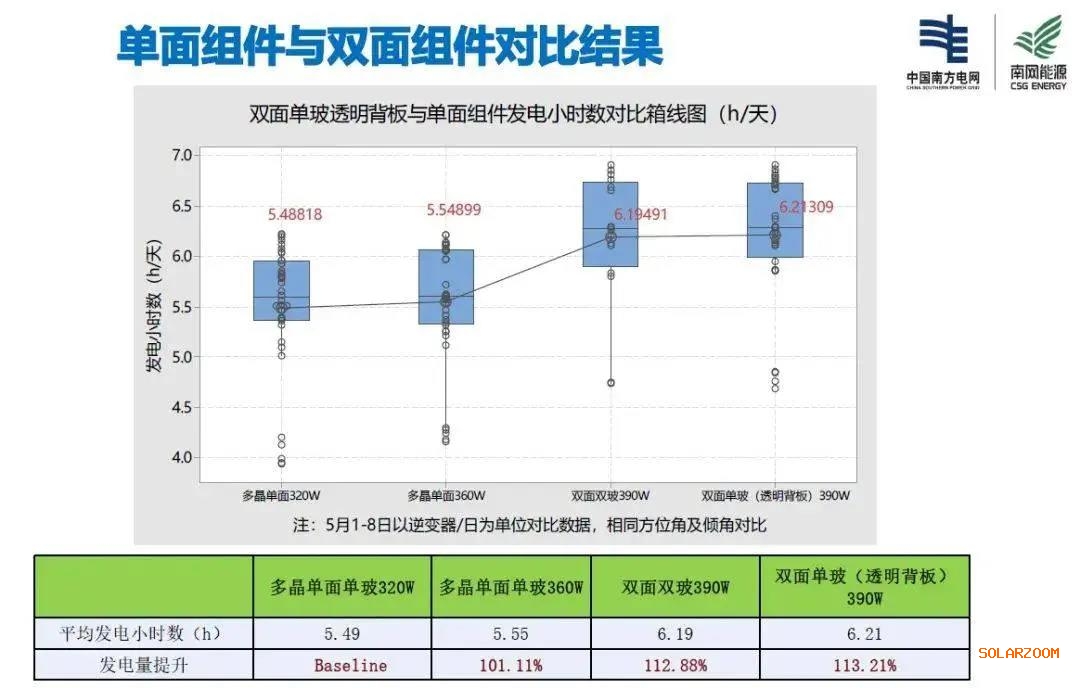 单面组件与双面组件对比结果
中国南方电网
CHINA SOUTHERN POWER GRID
南网能源
CSG ENERGY
双面单玻透明背板与单面组件发电小时数对比箱线图（h/天）
发电小时数（h/天）
7.0
6.5
6.0
5.5
5.0
4.5
4.0
5.48818
5.54899
6.19491
6.21309
多晶单面320W 多晶单面360W 双面双玻390W 双面单玻（透明背板）390W
注：5月1-8日以逆变器/日为单位对比数据，相同方位角及倾角对比
多晶单面单玻320W 多晶单面单玻360W 双面双玻390W 双面单玻（透明背板）
390W
平均发电小时数（h） 5.49 5.55 6.19 6.21
发电量提升 Baseline 101.11% 112.88% 113.21%
SOLARZOOM